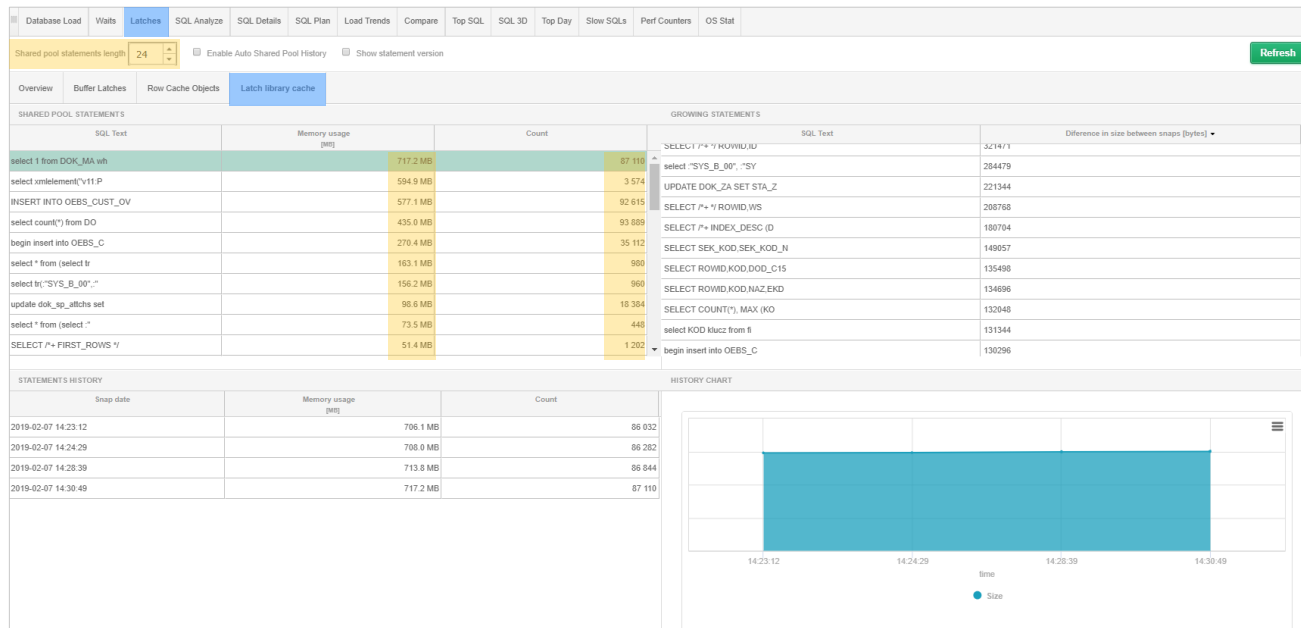 Database Load Waits Latches SQL Analyze SQL Details SQL Plan Load Trends Compare Top SQL SQL 3D Top Day Slow SQLs Perf Counters OS Stat
Shared pool statements length 24 Enable Auto Shared Pool History Show statement version Refresh
Overview Buffer Latches Row Cache Objects Latch library cache
SHARED POOL STATEMENTS
SQL Text Memory usage [MB] Count
select 1 from DOK_MA wh 717.2 MB 87 110
select xmlelement("v11:P 594.9 MB 3 574
INSERT INTO OEBS_CUST_OV 577.1 MB 92 615
select count(*) from DO 435.0 MB 93 889
begin insert into OEBS_C 270.4 MB 35 112
select * from (select tr 163.1 MB 980
select tr(:"SYS_B_00",:" 156.2 MB 960
update dok_sp_attchs set 98.6 MB 18 384
select * from (select :" 73.5 MB 448
SELECT /*+ FIRST_ROWS */ 51.4 MB 1 202
GROWING STATEMENTS
SQL Text Diference in size between snaps [bytes]
SELECT /*+ */ ROWID,ID 321471
select :"SYS_B_00", :"SY 284479
UPDATE DOK_ZA SET STA_Z 221344
SELECT /*+ */ ROWID,WS 208768
SELECT /*+ INDEX_DESC (D 180704
SELECT SEK_KOD,SEK_KOD_N 149057
SELECT ROWID,KOD,DOD_C15 135498
SELECT ROWID,KOD,NAZ,EKD 134696
SELECT COUNT(*), MAX (KO 132048
select KOD klucz from fi 131344
begin insert into OEBS_C 130296
STATEMENTS HISTORY
Snap date Memory usage [MB] Count
2019-02-07 14:23:12 706.1 MB 86 032
2019-02-07 14:24:29 708.0 MB 86 282
2019-02-07 14:28:39 713.8 MB 86 844
2019-02-07 14:30:49 717.2 MB 87 110
HISTORY CHART
14:23:12 14:24:29 14:28:39 14:30:49
time
Size